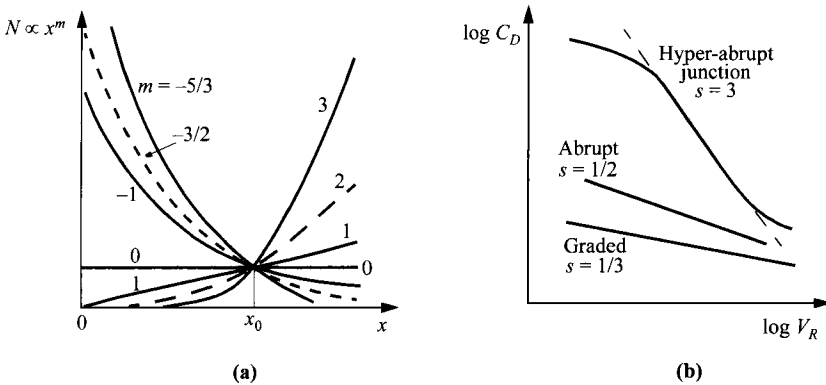 N ∝ x^m
m = –5/3
–3/2
–1
3
2
1
0
0
1
0
x₀
x
(a)
log C_D
Hyper-abrupt
junction
s = 3
Abrupt
s = 1/2
Graded
s = 1/3
log V_R
(b)